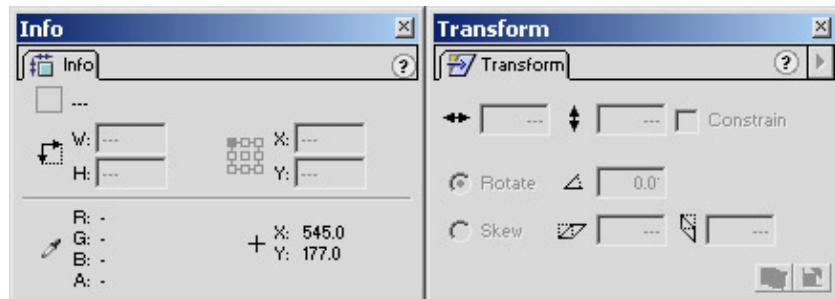 Info
Info
?
---
W: ---
H: ---
X: ---
Y: ---
R: -
G: -
B: -
A: -
X: 545.0
Y: 177.0
Transform
Transform
?
--- --- Constrain
Rotate 0.0°
Skew --- ---